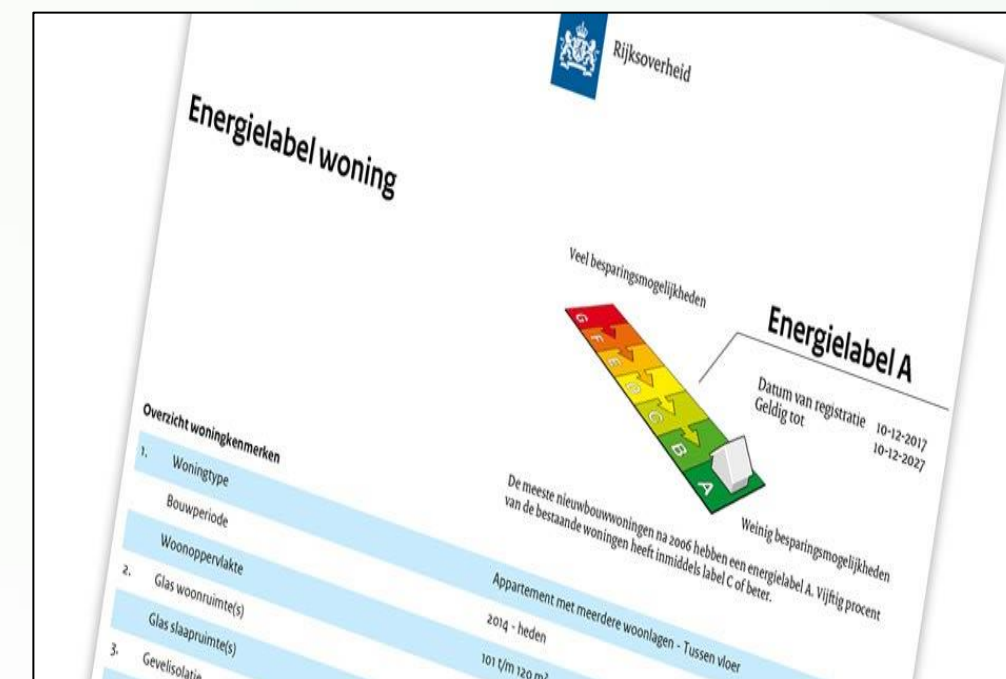 Rijksoverheid
Energielabel woning
Veel besparingsmogelijkheden
G
F
E
D
C
B
A
Energielabel A
Datum van registratie 10-12-2017
Geldig tot 10-12-2027
Weinig besparingsmogelijkheden
De meeste nieuwbouwwoningen na 2006 hebben een energielabel A. Vijftig procent
van de bestaande woningen heeft inmiddels label C of beter.
Overzicht woningkenmerken
1. Woningtype Appartement met meerdere woonlagen - Tussen vloer
Bouwperiode 2014 - heden
Woonoppervlakte 101 t/m 120 m²
2. Glas woonruimte(s)
Glas slaapruimte(s)
3. Gevelisolatie